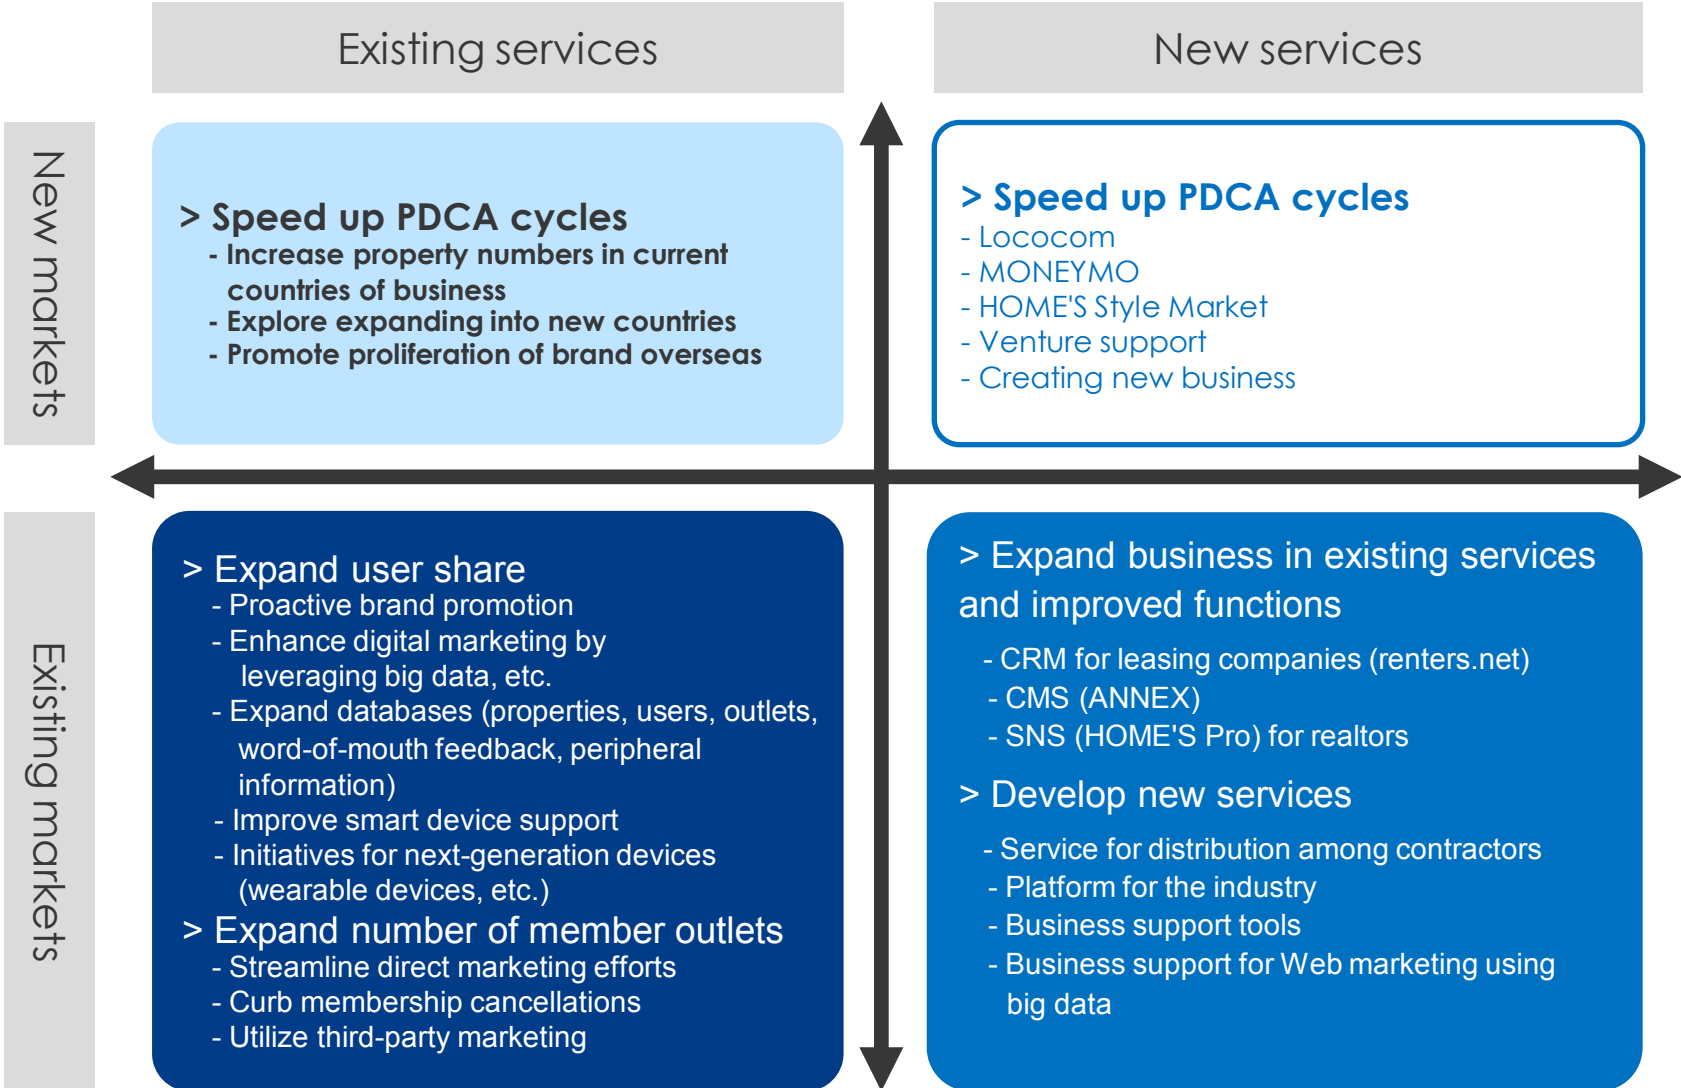 Existing services
New services
New markets
> Speed up PDCA cycles
- Increase property numbers in current
countries of business
- Explore expanding into new countries
- Promote proliferation of brand overseas
> Speed up PDCA cycles
- Lococom
- MONEYMO
- HOME'S Style Market
- Venture support
- Creating new business
Existing markets
> Expand user share
- Proactive brand promotion
- Enhance digital marketing by
leveraging big data, etc.
- Expand databases (properties, users, outlets,
word-of-mouth feedback, peripheral
information)
- Improve smart device support
- Initiatives for next-generation devices
(wearable devices, etc.)
> Expand number of member outlets
- Streamline direct marketing efforts
- Curb membership cancellations
- Utilize third-party marketing
> Expand business in existing services
and improved functions
- CRM for leasing companies (renters.net)
- CMS (ANNEX)
- SNS (HOME'S Pro) for realtors
> Develop new services
- Service for distribution among contractors
- Platform for the industry
- Business support tools
- Business support for Web marketing using
big data